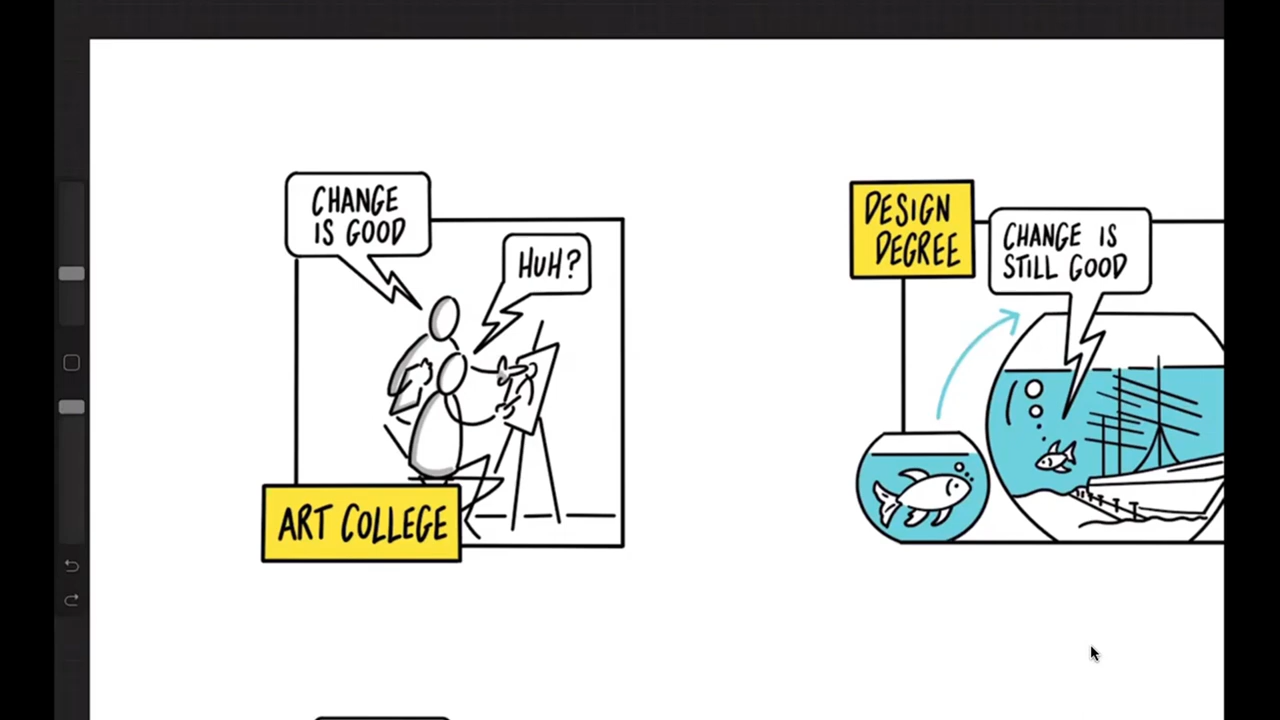 CHANGE
IS GOOD
HUH?
ART COLLEGE
DESIGN
DEGREE
CHANGE IS
STILL GOOD